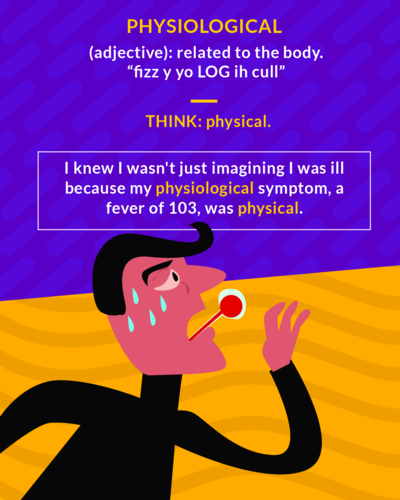 PHYSIOLOGICAL
(adjective): related to the body.
“fizz y yo LOG ih cull”
THINK: physical.
I knew I wasn't just imagining I was ill
because my physiological symptom, a
fever of 103, was physical.